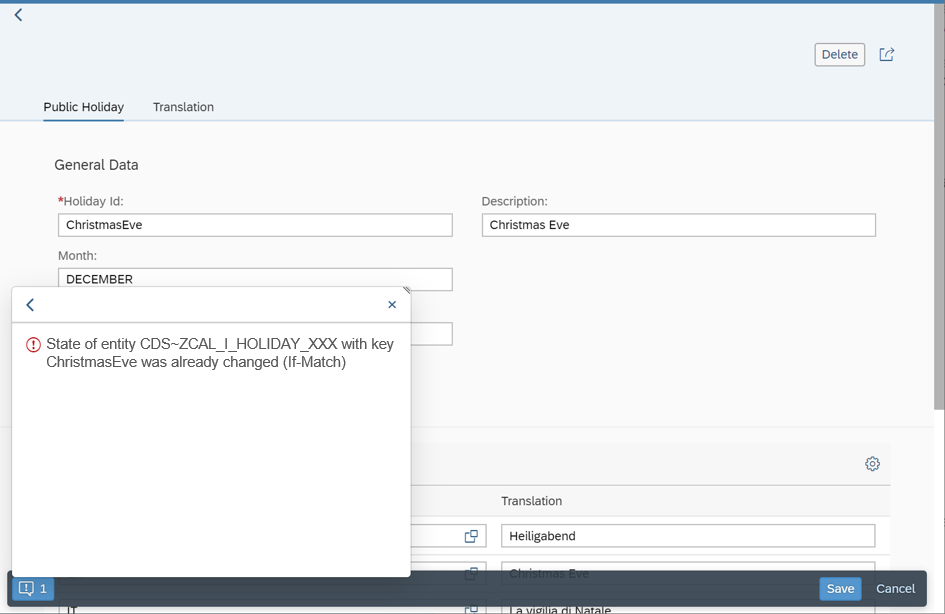 Delete
Public Holiday Translation
General Data
*Holiday Id: Description:
ChristmasEve Christmas Eve
Month:
DECEMBER
State of entity CDS~ZCAL_I_HOLIDAY_XXX with key
ChristmasEve was already changed (If-Match)
Translation
Heiligabend
Christmas Eve
1 Save Cancel
IT La vigilia di Natale